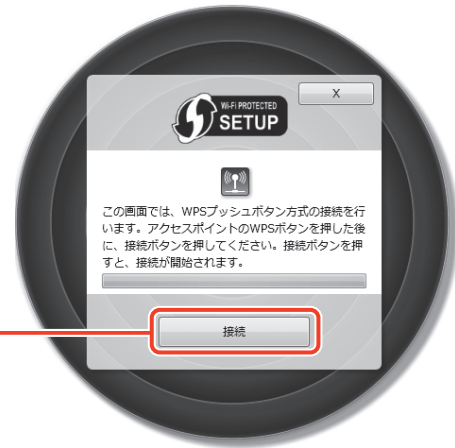 X
Wi-Fi PROTECTED
SETUP
この画面では、WPSプッシュボタン方式の接続を行
います。アクセスポイントのWPSボタンを押した後
に、接続ボタンを押してください。接続ボタンを押
すと、接続が開始されます。
接続